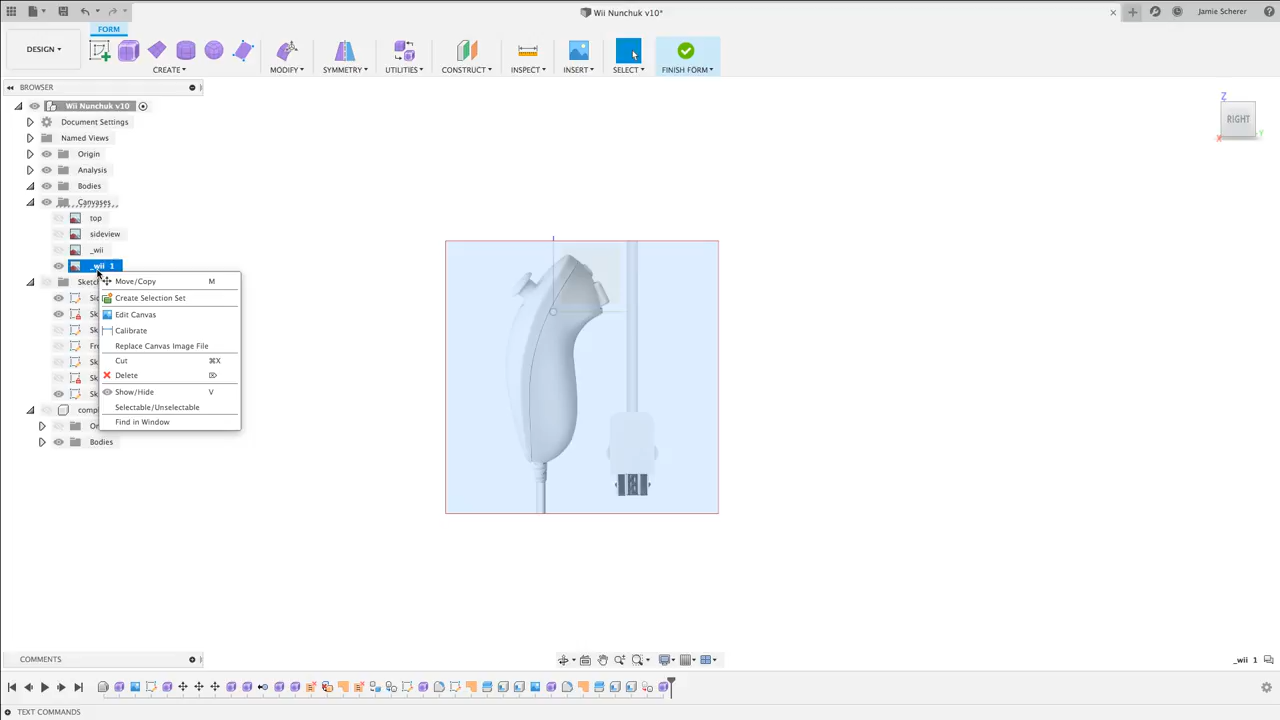 Wii Nunchuk v10*
Jamie Scherer
FORM
DESIGN
CREATE
MODIFY
SYMMETRY
UTILITIES
CONSTRUCT
INSPECT
INSERT
SELECT
FINISH FORM
BROWSER
Wii Nunchuk v10
Document Settings
Named Views
Origin
Analysis
Bodies
Canvases
top
sideview
_wii
_wii 1
Move/Copy M
Create Selection Set
Edit Canvas
Calibrate
Replace Canvas Image File
Cut ⌘X
Delete ⌦
Show/Hide V
Selectable/Unselectable
Find in Window
Bodies
Z
RIGHT
X
Y
COMMENTS
_wii 1
TEXT COMMANDS